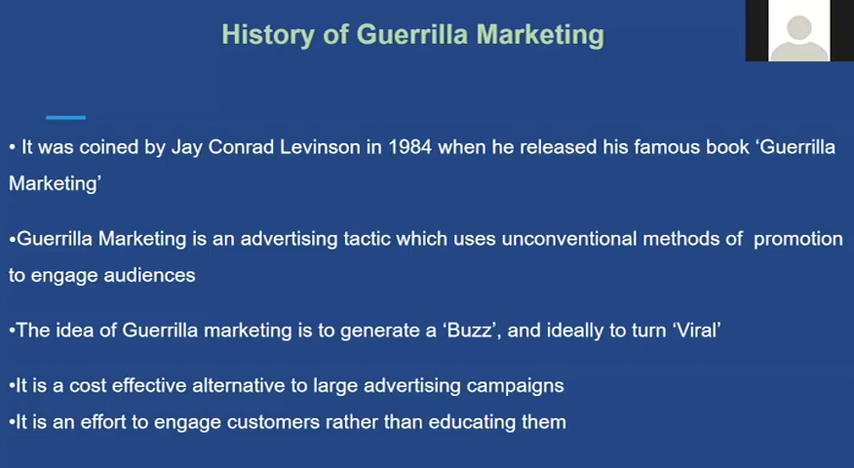 History of Guerrilla Marketing
• It was coined by Jay Conrad Levinson in 1984 when he released his famous book ‘Guerrilla
Marketing’
•Guerrilla Marketing is an advertising tactic which uses unconventional methods of promotion
to engage audiences
•The idea of Guerrilla marketing is to generate a ‘Buzz’, and ideally to turn ‘Viral’
•It is a cost effective alternative to large advertising campaigns
•It is an effort to engage customers rather than educating them